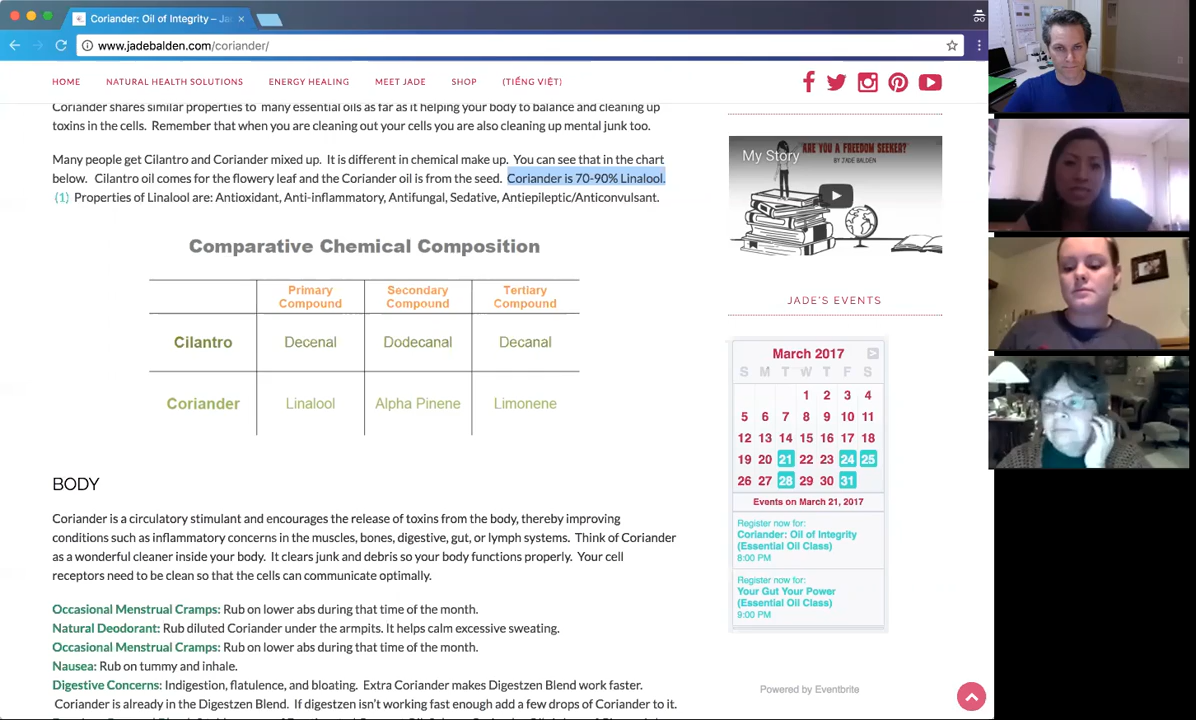 Coriander: Oil of Integrity – Ja
www.jadebalden.com/coriander/
HOME NATURAL HEALTH SOLUTIONS ENERGY HEALING MEET JADE SHOP (TIẾNG VIỆT)
Coriander shares similar properties to many essential oils as far as it helping your body to balance and cleaning up
toxins in the cells. Remember that when you are cleaning out your cells you are also cleaning up mental junk too.
Many people get Cilantro and Coriander mixed up. It is different in chemical make up. You can see that in the chart
below. Cilantro oil comes for the flowery leaf and the Coriander oil is from the seed. Coriander is 70-90% Linalool.
(1) Properties of Linalool are: Antioxidant, Anti-inflammatory, Antifungal, Sedative, Antiepileptic/Anticonvulsant.
Comparative Chemical Composition
Primary Compound Secondary Compound Tertiary Compound
Cilantro Decenal Dodecanal Decanal
Coriander Linalool Alpha Pinene Limonene
BODY
Coriander is a circulatory stimulant and encourages the release of toxins from the body, thereby improving
conditions such as inflammatory concerns in the muscles, bones, digestive, gut, or lymph systems. Think of Coriander
as a wonderful cleaner inside your body. It clears junk and debris so your body functions properly. Your cell
receptors need to be clean so that the cells can communicate optimally.
Occasional Menstrual Cramps: Rub on lower abs during that time of the month.
Natural Deodorant: Rub diluted Coriander under the armpits. It helps calm excessive sweating.
Occasional Menstrual Cramps: Rub on lower abs during that time of the month.
Nausea: Rub on tummy and inhale.
Digestive Concerns: Indigestion, flatulence, and bloating. Extra Coriander makes Digestzen Blend work faster.
Coriander is already in the Digestzen Blend. If digestzen isn't working fast enough add a few drops of Coriander to it.
My Story
ARE YOU A FREEDOM SEEKER?
BY JADE BALDEN
JADE'S EVENTS
March 2017 >
S M T W T F S
1 2 3 4
5 6 7 8 9 10 11
12 13 14 15 16 17 18
19 20 21 22 23 24 25
26 27 28 29 30 31
Events on March 21, 2017
Register now for:
Coriander: Oil of Integrity
(Essential Oil Class)
8:00 PM
Register now for:
Your Gut Your Power
(Essential Oil Class)
9:00 PM
Powered by Eventbrite